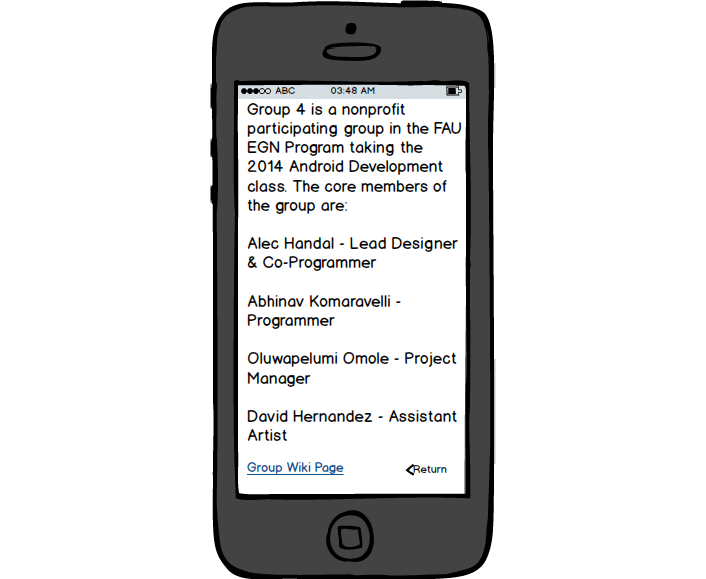 ABC 03:48 AM
Group 4 is a nonprofit
participating group in the FAU
EGN Program taking the
2014 Android Development
class. The core members of
the group are:
Alec Handal - Lead Designer
& Co-Programmer
Abhinav Komaravelli -
Programmer
Oluwapelumi Omole - Project
Manager
David Hernandez - Assistant
Artist
Group Wiki Page Return